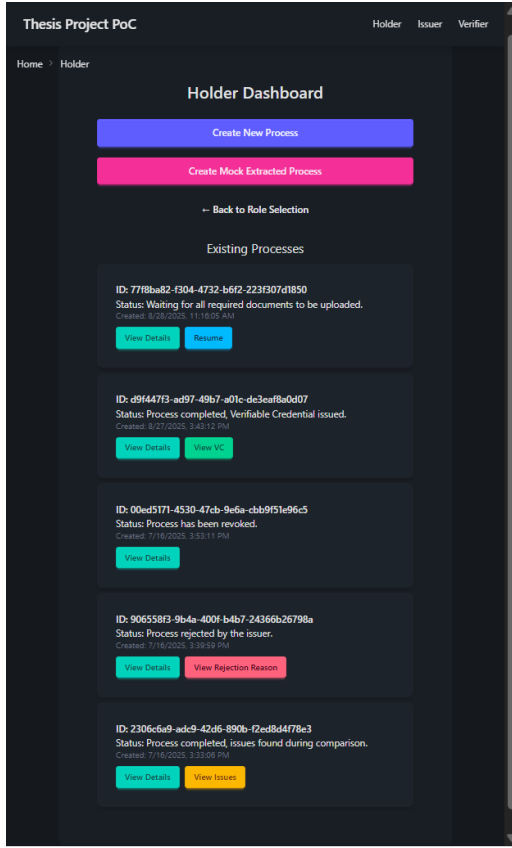 Thesis Project PoC
Holder Issuer Verifier
Home > Holder
Holder Dashboard
Create New Process
Create Mock Extracted Process
← Back to Role Selection
Existing Processes
ID: 77f8ba82-f304-4732-b6f2-223f307d1850
Status: Waiting for all required documents to be uploaded.
Created: 8/28/2025, 11:16:05 AM
View Details Resume
ID: d9f447f3-ad97-49b7-a01c-de3eaf8a0d07
Status: Process completed, Verifiable Credential issued.
Created: 8/27/2025, 3:43:12 PM
View Details View VC
ID: 00ed5171-4530-47cb-9e6a-cbb9f51e96c5
Status: Process has been revoked.
Created: 7/16/2025, 3:53:11 PM
View Details
ID: 906558f3-9b4a-400f-b4b7-24366b26798a
Status: Process rejected by the issuer.
Created: 7/16/2025, 3:39:59 PM
View Details View Rejection Reason
ID: 2306c6a9-adc9-42d6-890b-f2ed8d4f78e3
Status: Process completed, issues found during comparison.
Created: 7/16/2025, 3:33:06 PM
View Details View Issues